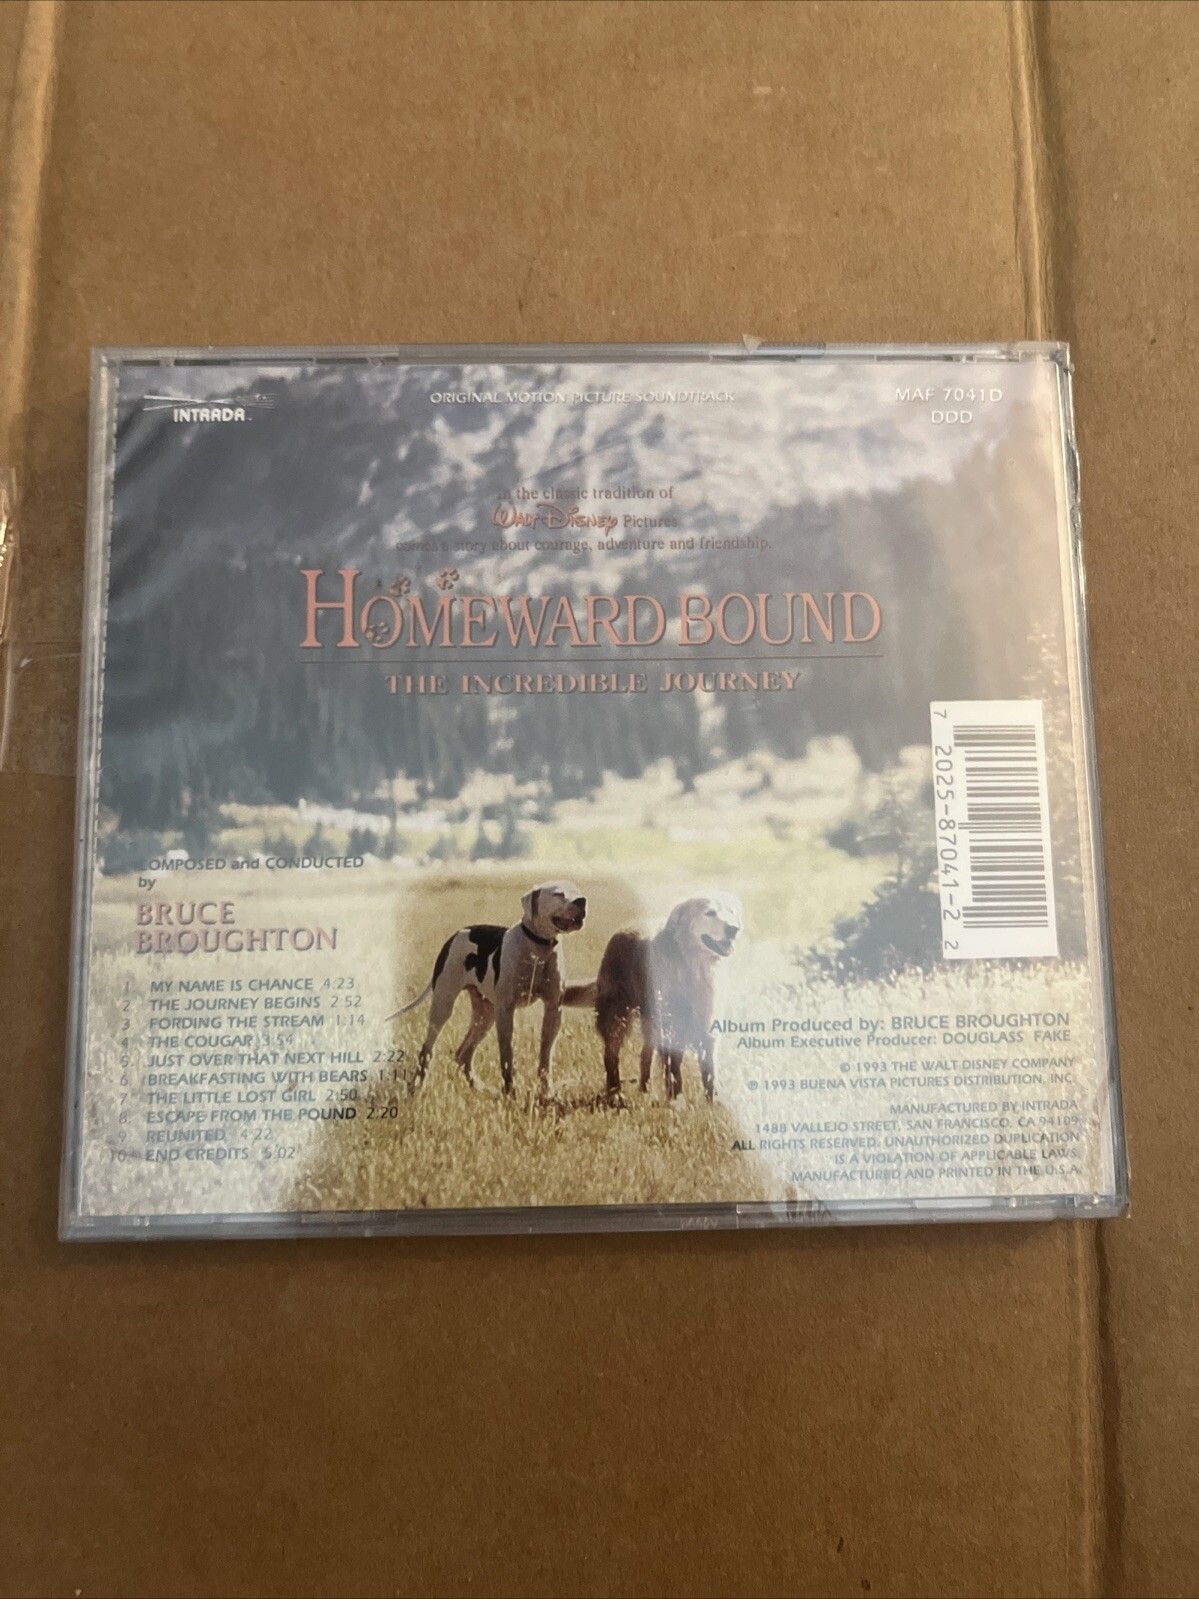 INTRADA™
ORIGINAL MOTION PICTURE SOUNDTRACK
MAF 7041D
DDD
In the classic tradition of
WALT DISNEY Pictures
comes a story about courage, adventure and friendship.
HOMEWARD BOUND
THE INCREDIBLE JOURNEY
7 2025-87041-2 2
COMPOSED and CONDUCTED
by
BRUCE
BROUGHTON
1 MY NAME IS CHANCE 4:23
2 THE JOURNEY BEGINS 2:52
3 FORDING THE STREAM 1:14
4 THE COUGAR 3:54
5 JUST OVER THAT NEXT HILL 2:22
6 BREAKFASTING WITH BEARS 1:11
7 THE LITTLE LOST GIRL 2:50
8 ESCAPE FROM THE POUND 2:20
9 REUNITED 4:22
10 END CREDITS 5:02
Album Produced by: BRUCE BROUGHTON
Album Executive Producer: DOUGLASS FAKE
© 1993 THE WALT DISNEY COMPANY
℗ 1993 BUENA VISTA PICTURES DISTRIBUTION, INC.
MANUFACTURED BY INTRADA
1488 VALLEJO STREET, SAN FRANCISCO, CA 94109
ALL RIGHTS RESERVED. UNAUTHORIZED DUPLICATION
IS A VIOLATION OF APPLICABLE LAWS.
MANUFACTURED AND PRINTED IN THE U.S.A.